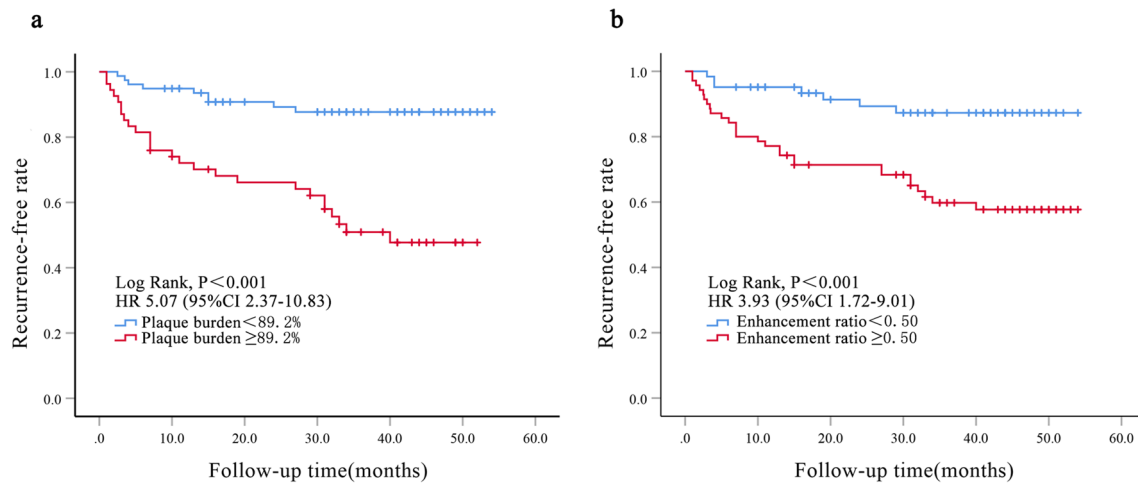 a
1.0
0.8
0.6
0.4
0.2
0.0
Recurrence-free rate
Log Rank, P<0.001
HR 5.07 (95%CI 2.37-10.83)
Plaque burden<89.2%
Plaque burden≥89.2%
.0 10.0 20.0 30.0 40.0 50.0 60.0
Follow-up time(months)
b
1.0
0.8
0.6
0.4
0.2
0.0
Recurrence-free rate
Log Rank, P<0.001
HR 3.93 (95%CI 1.72-9.01)
Enhancement ratio<0.50
Enhancement ratio≥0.50
.0 10.0 20.0 30.0 40.0 50.0 60.0
Follow-up time(months)